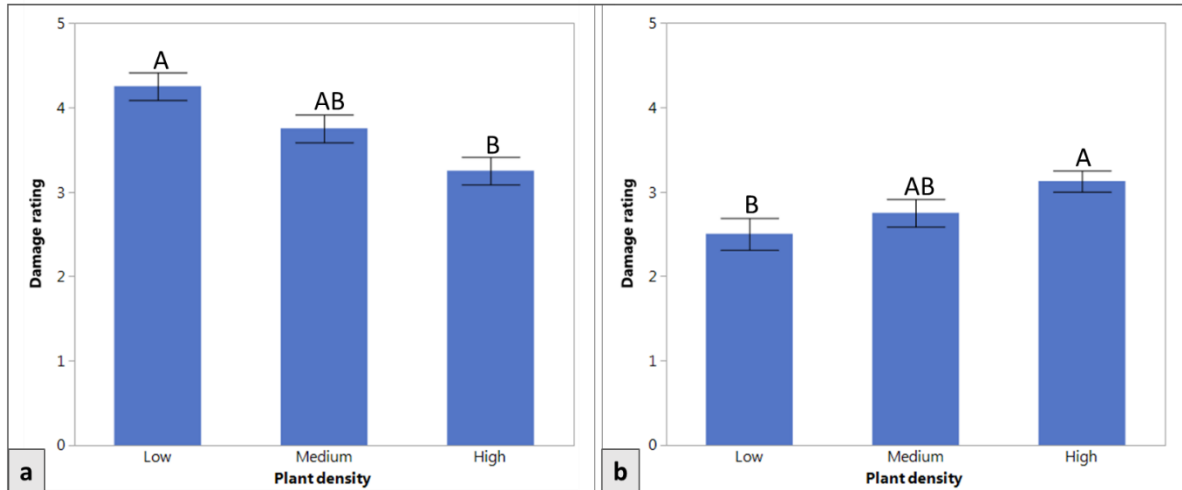 5
4
3
2
1
0
Damage rating
A
AB
B
Low
Medium
High
Plant density
a
5
4
3
2
1
0
Damage rating
B
AB
A
Low
Medium
High
Plant density
b